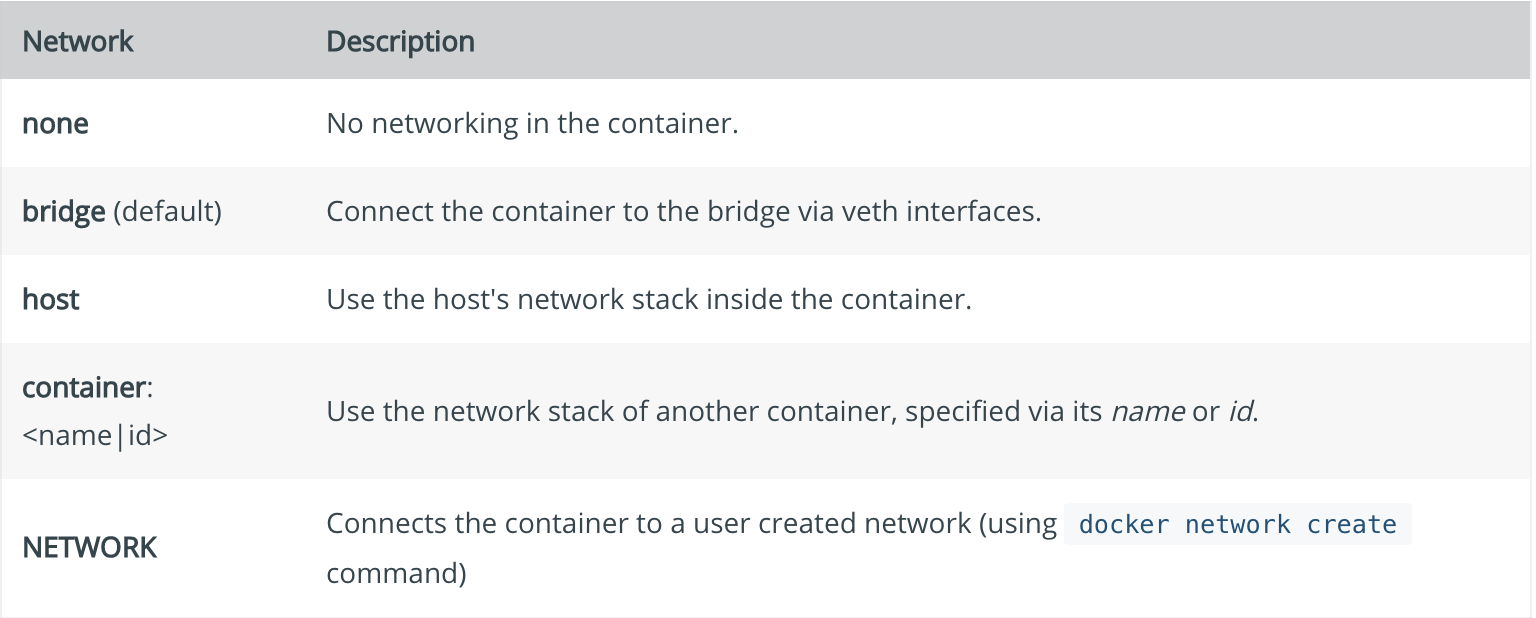 Network Description
none No networking in the container.
bridge (default) Connect the container to the bridge via veth interfaces.
host Use the host's network stack inside the container.
container:
<name|id>
Use the network stack of another container, specified via its name or id.
NETWORK
Connects the container to a user created network (using docker network create
command)